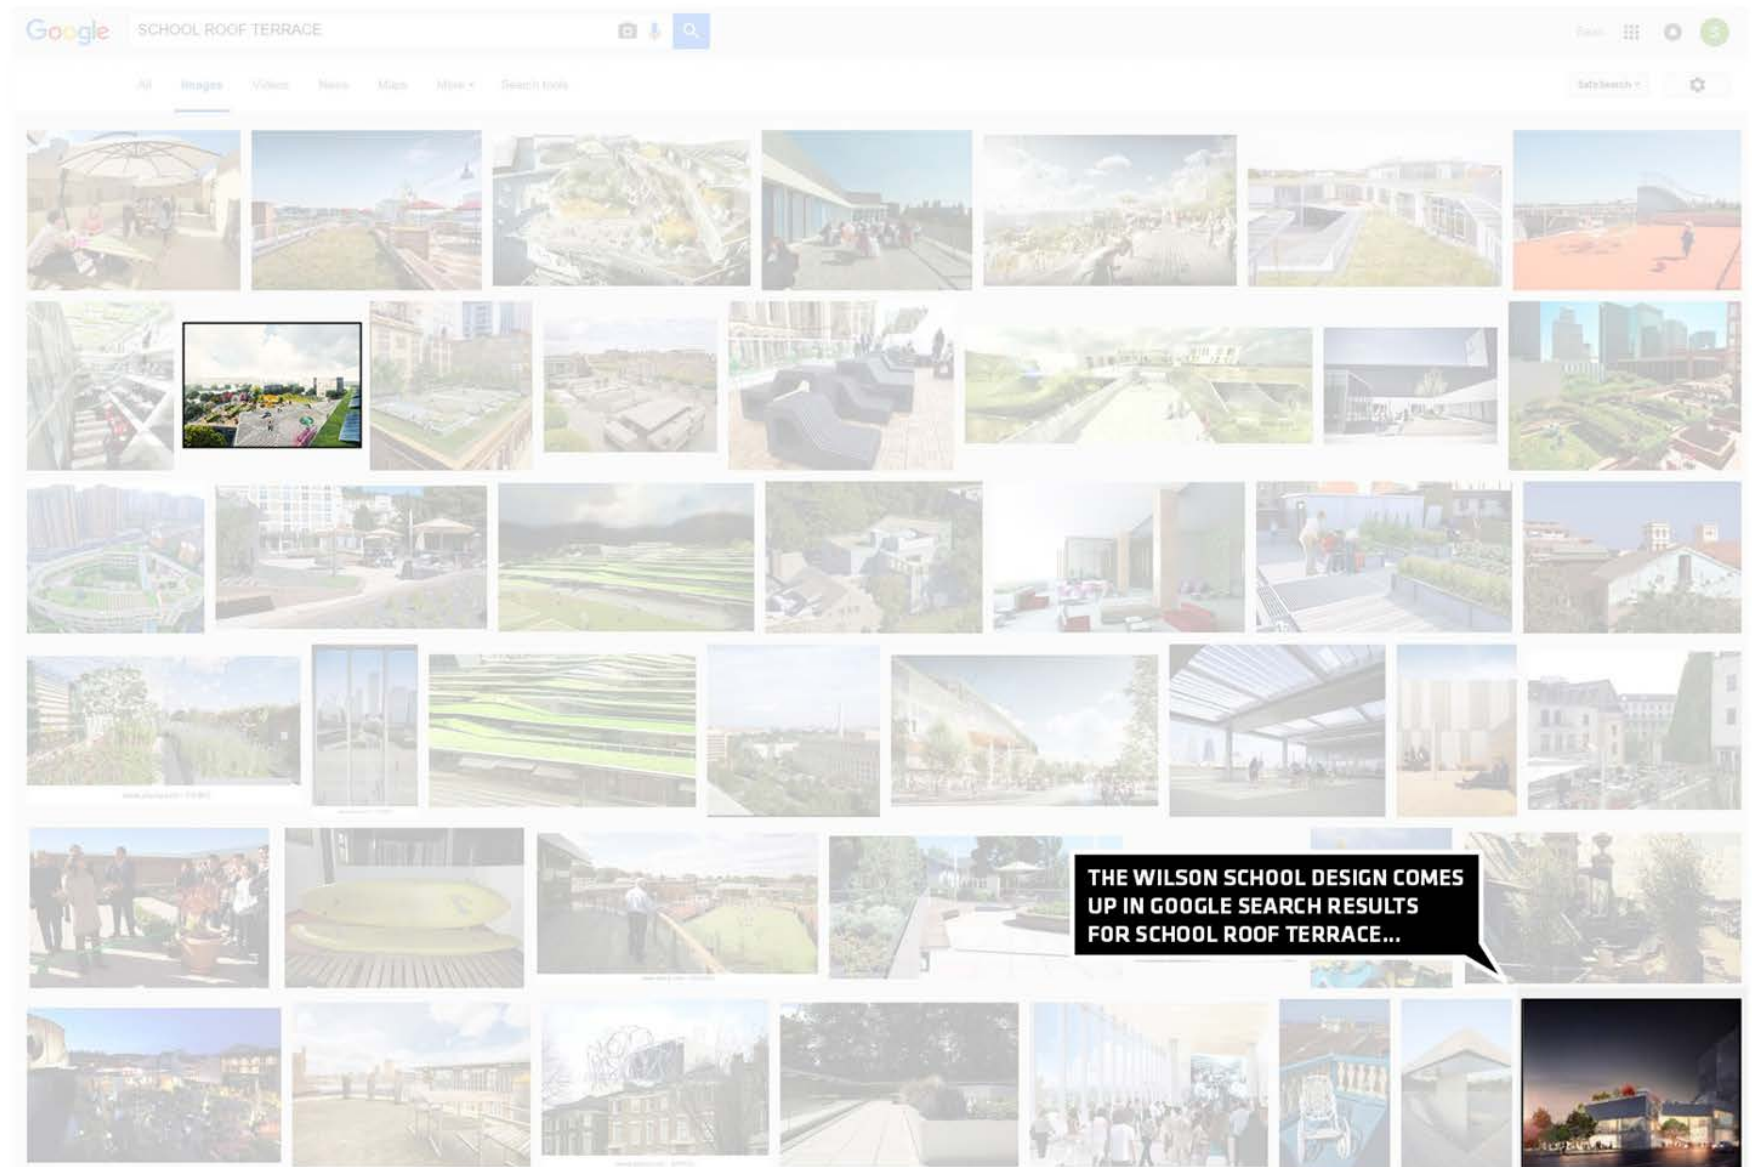 Google
SCHOOL ROOF TERRACE
All Images Videos News Maps More Search tools
SafeSearch
S
THE WILSON SCHOOL DESIGN COMES
UP IN GOOGLE SEARCH RESULTS
FOR SCHOOL ROOF TERRACE...